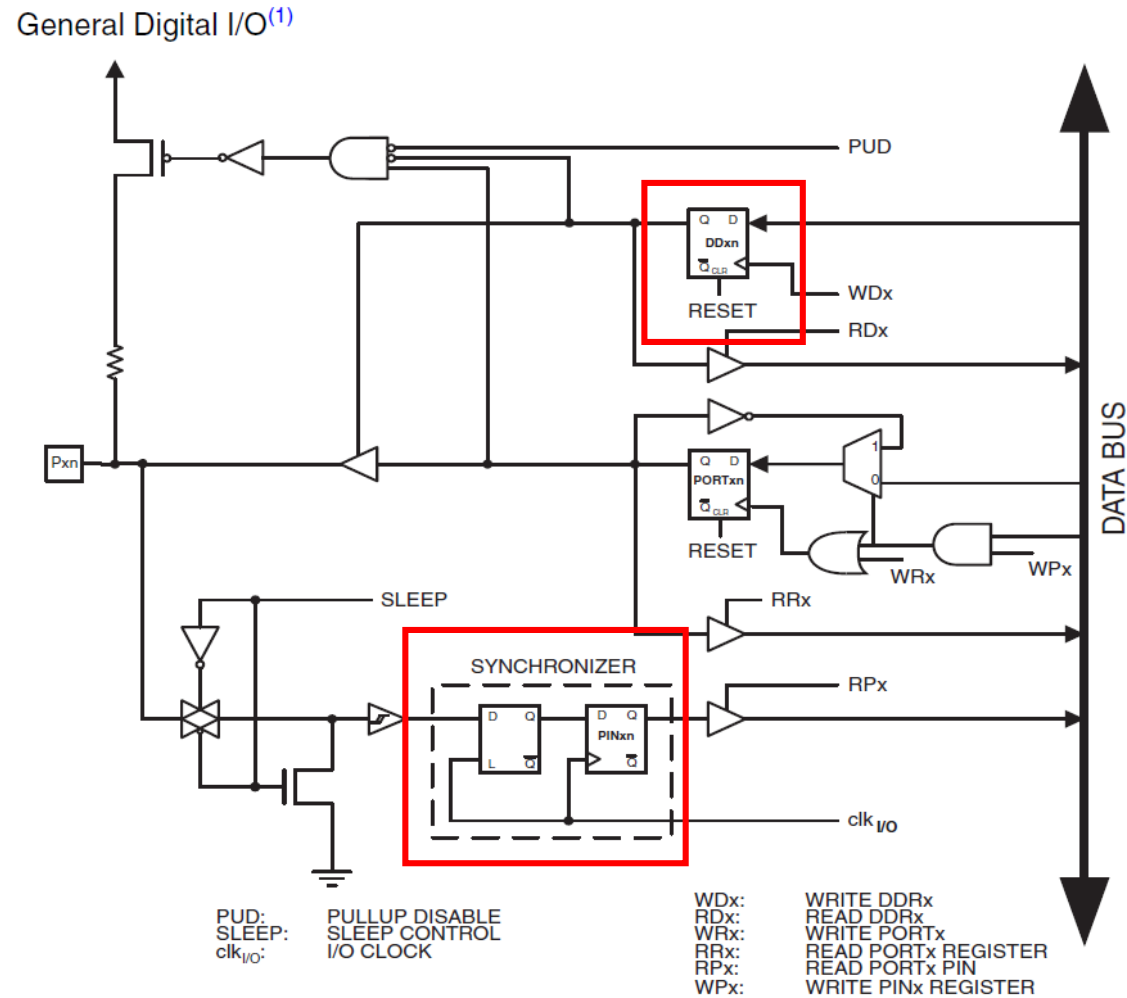 General Digital I/O(1)
PUD
Q D
DDxn
Q CLR
WDx
RESET
RDx
1
Pxn
Q D
PORTxn
0
Q CLR
RESET
WRx
WPx
DATA BUS
SLEEP
RRx
SYNCHRONIZER
RPx
D Q
D Q
PINxn
L Q
Q
clk I/O
PUD: PULLUP DISABLE
SLEEP: SLEEP CONTROL
clkI/O: I/O CLOCK
WDx: WRITE DDRx
RDx: READ DDRx
WRx: WRITE PORTx
RRx: READ PORTx REGISTER
RPx: READ PORTx PIN
WPx: WRITE PINx REGISTER